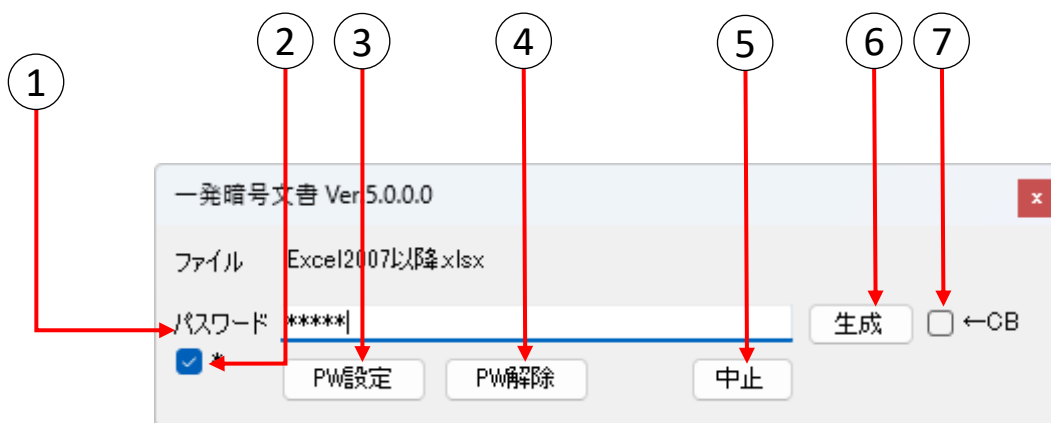 ① ② ③ ④ ⑤ ⑥ ⑦
一発暗号文書 Ver 5.0.0.0 x
ファイル Excel2007以降.xlsx
パスワード ***** 生成 ←CB
* PW設定 PW解除 中止